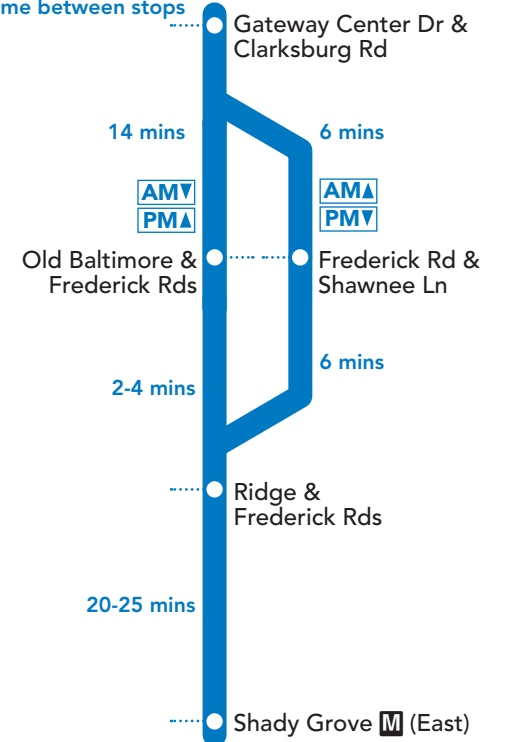 me between stops
Gateway Center Dr &
Clarksburg Rd
14 mins
6 mins
AM▼
PM▲
AM▲
PM▼
Old Baltimore &
Frederick Rds
Frederick Rd &
Shawnee Ln
6 mins
2-4 mins
Ridge &
Frederick Rds
20-25 mins
Shady Grove M (East)